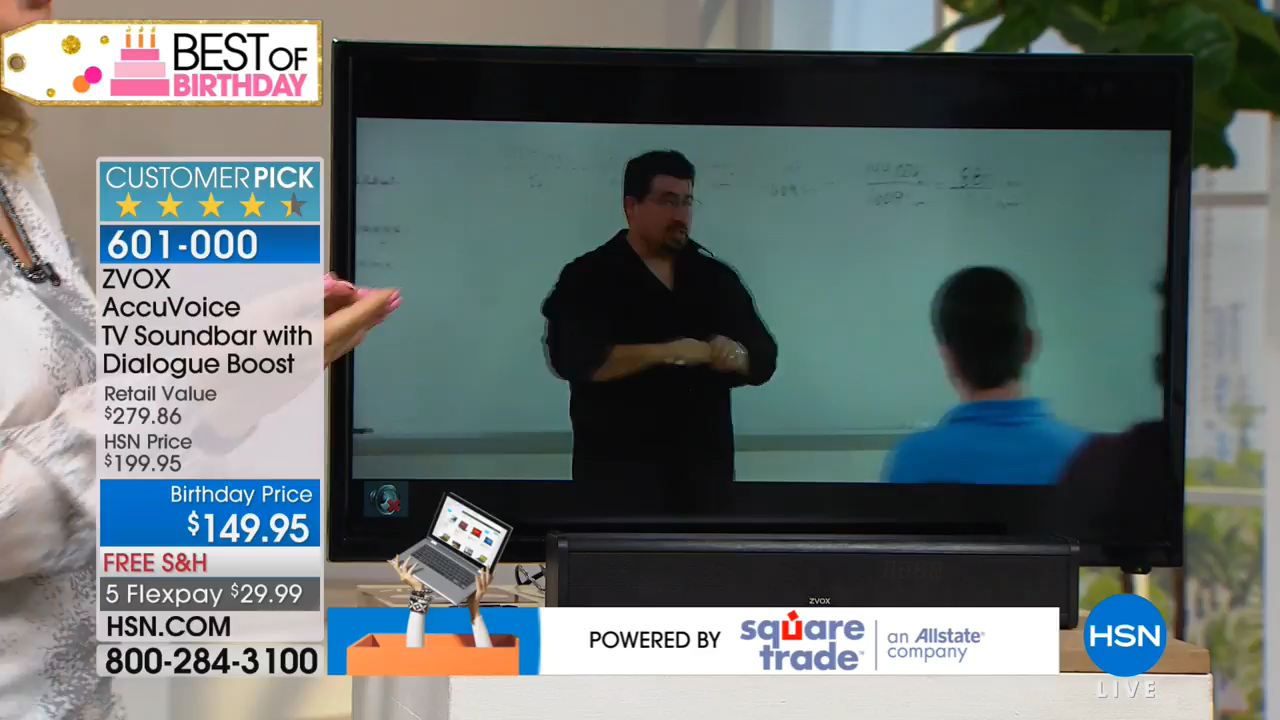 BEST OF
BIRTHDAY
CUSTOMER PICK
601-000
ZVOX
AccuVoice
TV Soundbar with
Dialogue Boost
Retail Value
$279.86
HSN Price
$199.95
Birthday Price
$149.95
FREE S&H
5 Flexpay $29.99
HSN.COM
800-284-3100
ZVOX
POWERED BY
square
trade™
an Allstate®
company
HSN
LIVE